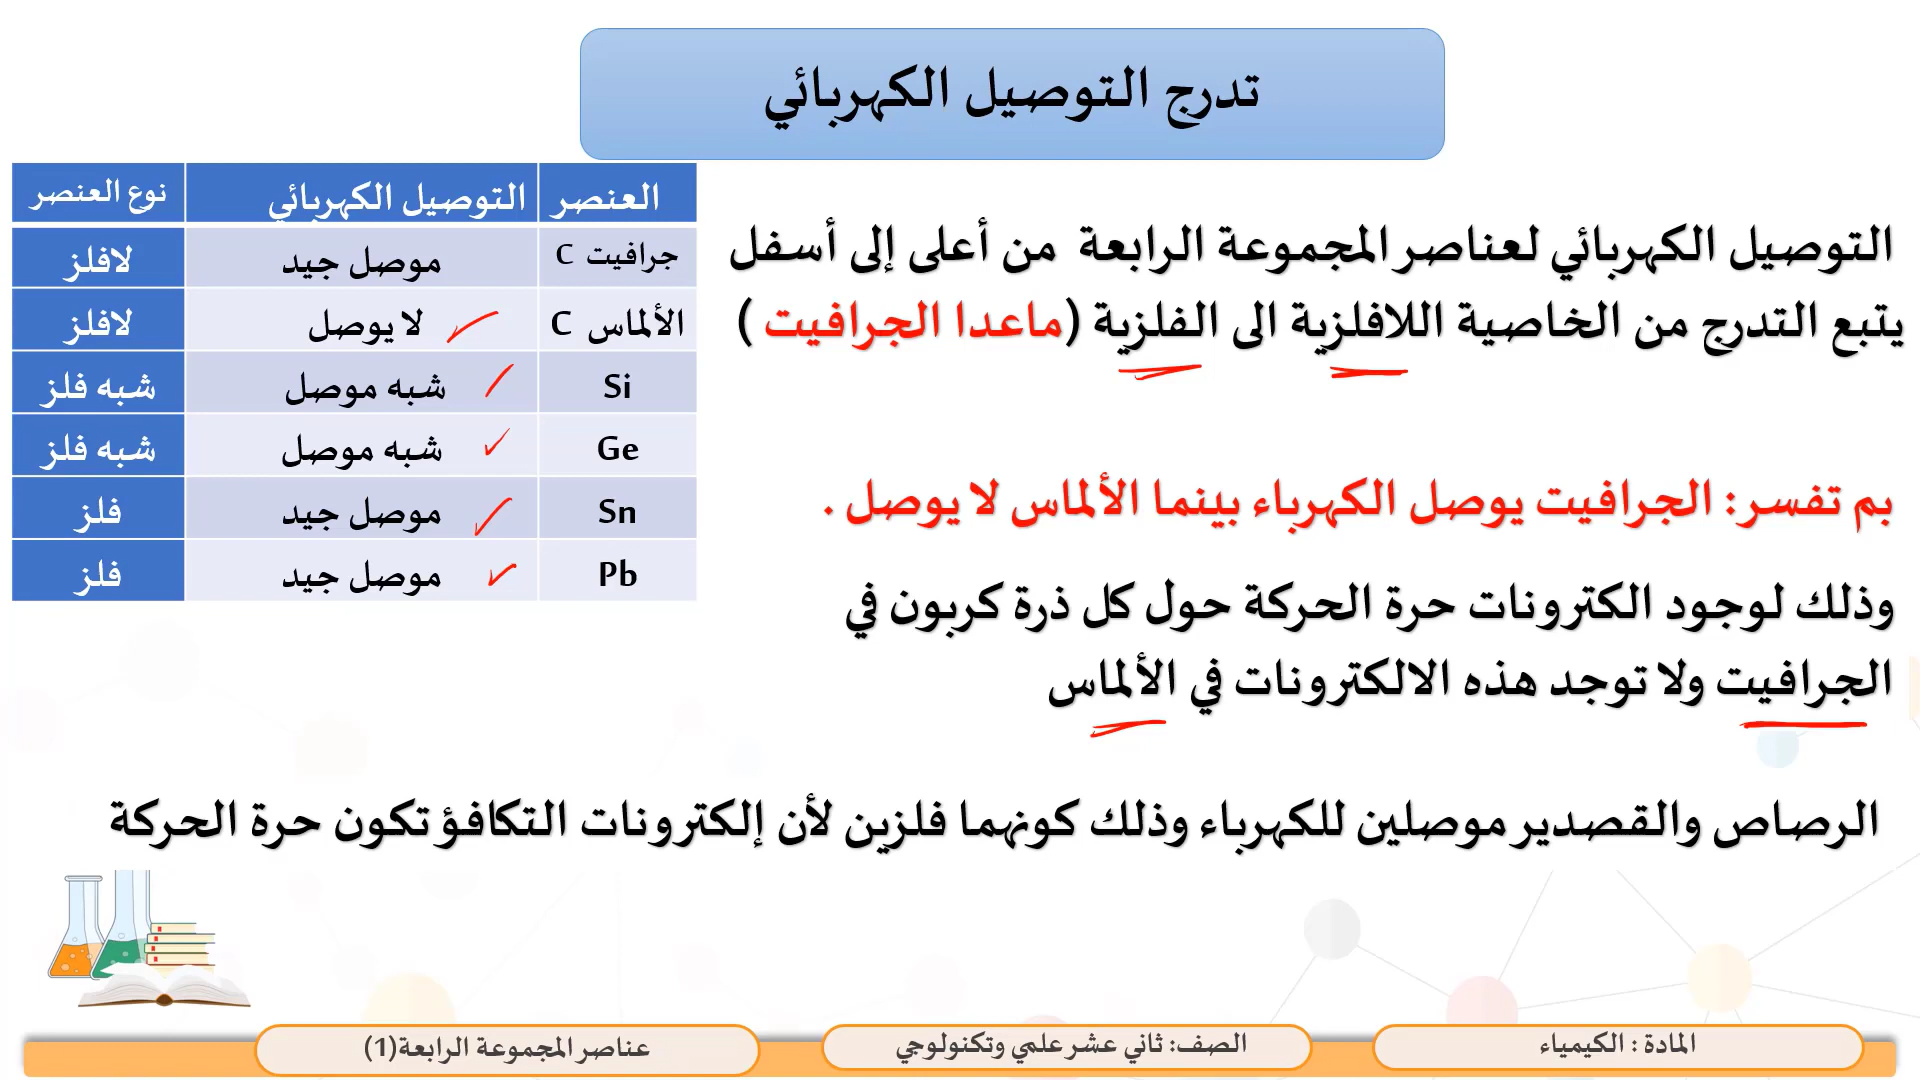 تدرج التوصيل الكهربائي
التوصيل الكهربائي لعناصر المجموعة الرابعة من أعلى إلى أسفل
يتبع التدرج من الخاصية اللافلزية الى الفلزية (ماعدا الجرافيت )
بم تفسر: الجرافيت يوصل الكهرباء بينما الألماس لا يوصل .
وذلك لوجود الكترونات حرة الحركة حول كل ذرة كربون في
الجرافيت ولا توجد هذه الالكترونات في الألماس
الرصاص والقصدير موصلين للكهرباء وذلك كونهما فلزين لأن إلكترونات التكافؤ تكون حرة الحركة
العنصر التوصيل الكهربائي نوع العنصر
جرافيت C موصل جيد لافلز
الألماس C لا يوصل لافلز
Si شبه موصل شبه فلز
Ge شبه موصل شبه فلز
Sn موصل جيد فلز
Pb موصل جيد فلز
المادة : الكيمياء
الصف: ثاني عشر علمي وتكنولوجي
عناصر المجموعة الرابعة(1)